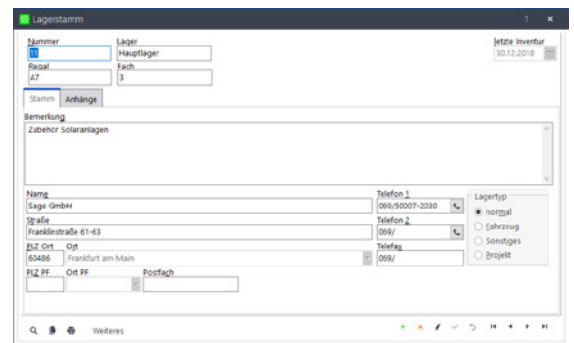 Lagerstamm
Nummer Lager letzte Inventur
11 Hauptlager 30.12.2018
Regal Fach
A7 3
Stamm Anhänge
Bemerkung
Zubehör Solaranlagen
Name Telefon 1 Lagertyp
Sage GmbH 069/50007-2030 normal
Straße Telefon 2 Fahrzeug
Franklinstraße 61-63 069/ Sonstiges
PLZ Ort Ort Telefax Projekt
60486 Frankfurt am Main 069/
PLZ PF Ort PF Postfach
Weiteres